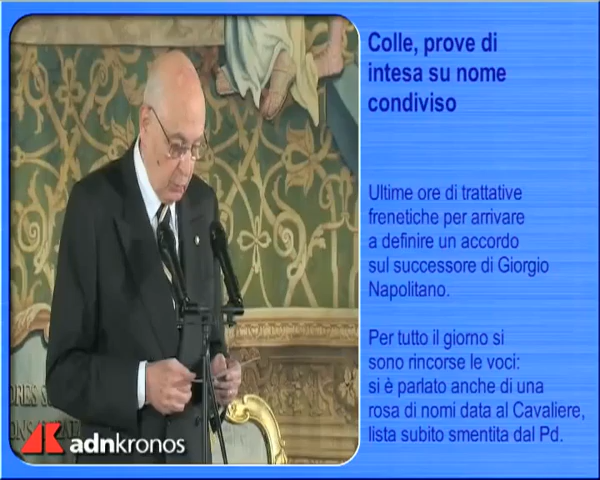 Colle, prove di
intesa su nome
condiviso
Ultime ore di trattative
frenetiche per arrivare
a definire un accordo
sul successore di Giorgio
Napolitano.
Per tutto il giorno si
sono rincorse le voci:
si è parlato anche di una
rosa di nomi data al Cavaliere,
lista subito smentita dal Pd.
adnkronos